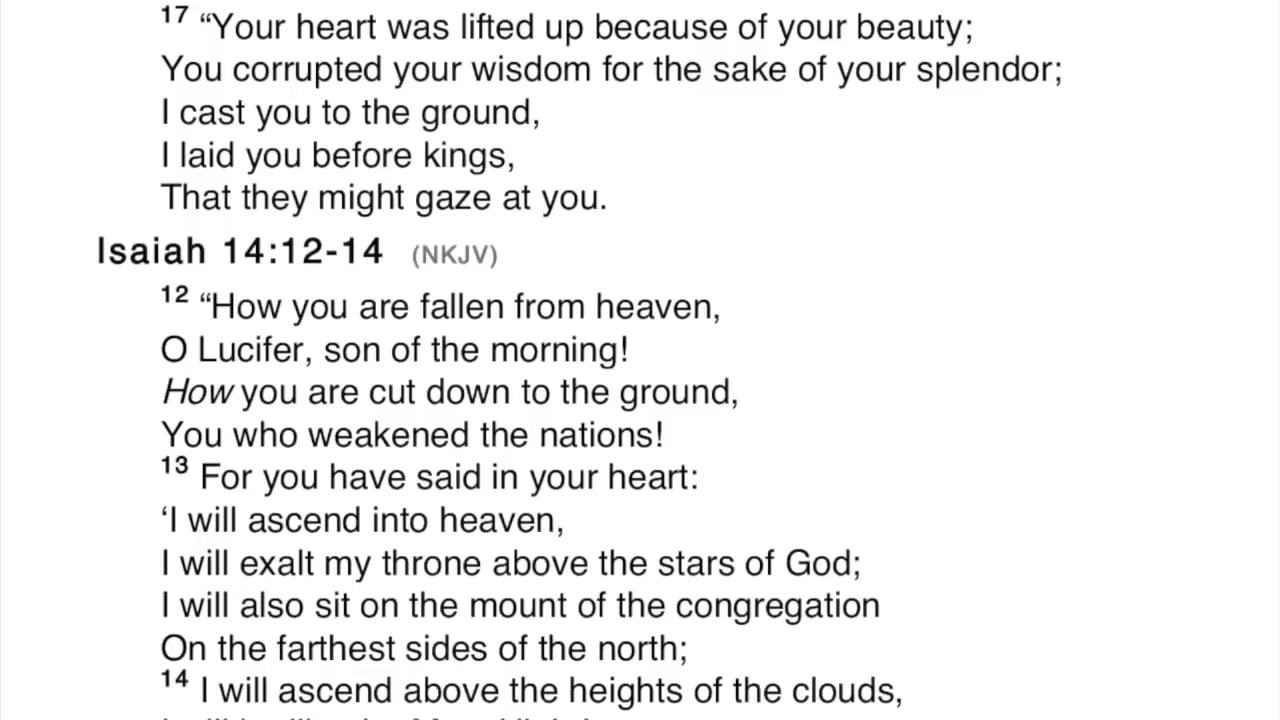 17 “Your heart was lifted up because of your beauty;
You corrupted your wisdom for the sake of your splendor;
I cast you to the ground,
I laid you before kings,
That they might gaze at you.
Isaiah 14:12-14 (NKJV)
12 “How you are fallen from heaven,
O Lucifer, son of the morning!
How you are cut down to the ground,
You who weakened the nations!
13 For you have said in your heart:
‘I will ascend into heaven,
I will exalt my throne above the stars of God;
I will also sit on the mount of the congregation
On the farthest sides of the north;
14 I will ascend above the heights of the clouds,